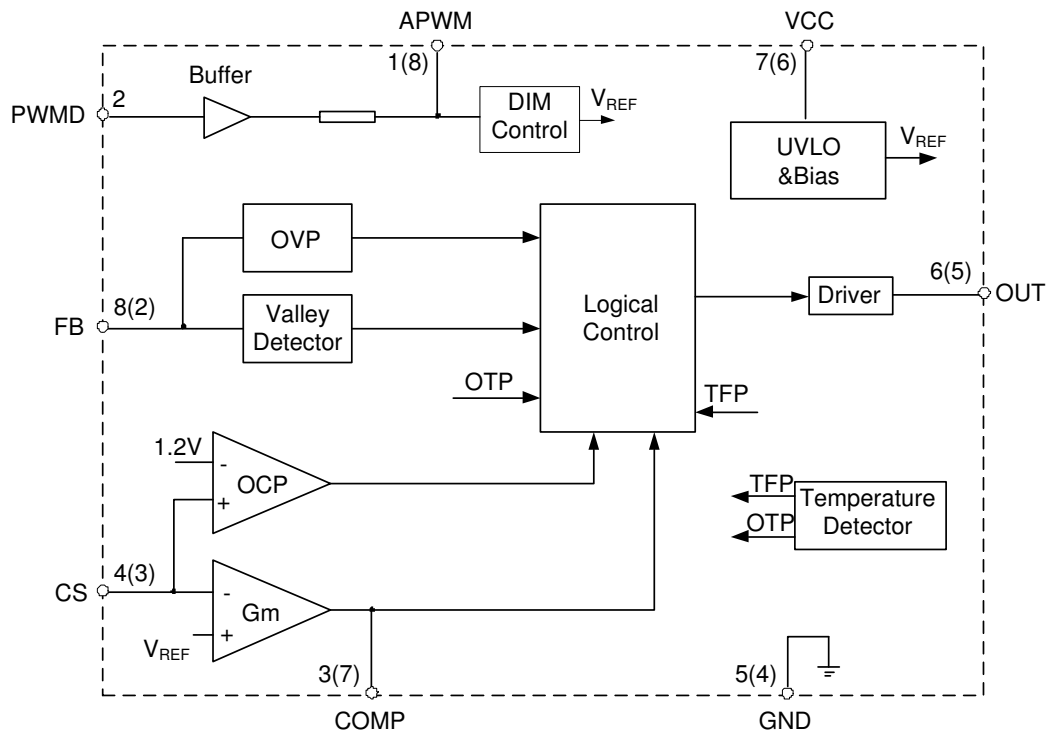 APWM
VCC
1(8)
7(6)
Buffer
2
PWMD
DIM
Control
VREF
UVLO
&Bias
VREF
OVP
8(2)
FB
Valley
Detector
Logical
Control
Driver
6(5)
OUT
OTP
TFP
1.2V
-
OCP
+
TFP
OTP
Temperature
Detector
4(3)
CS
-
Gm
+
VREF
3(7)
5(4)
COMP
GND